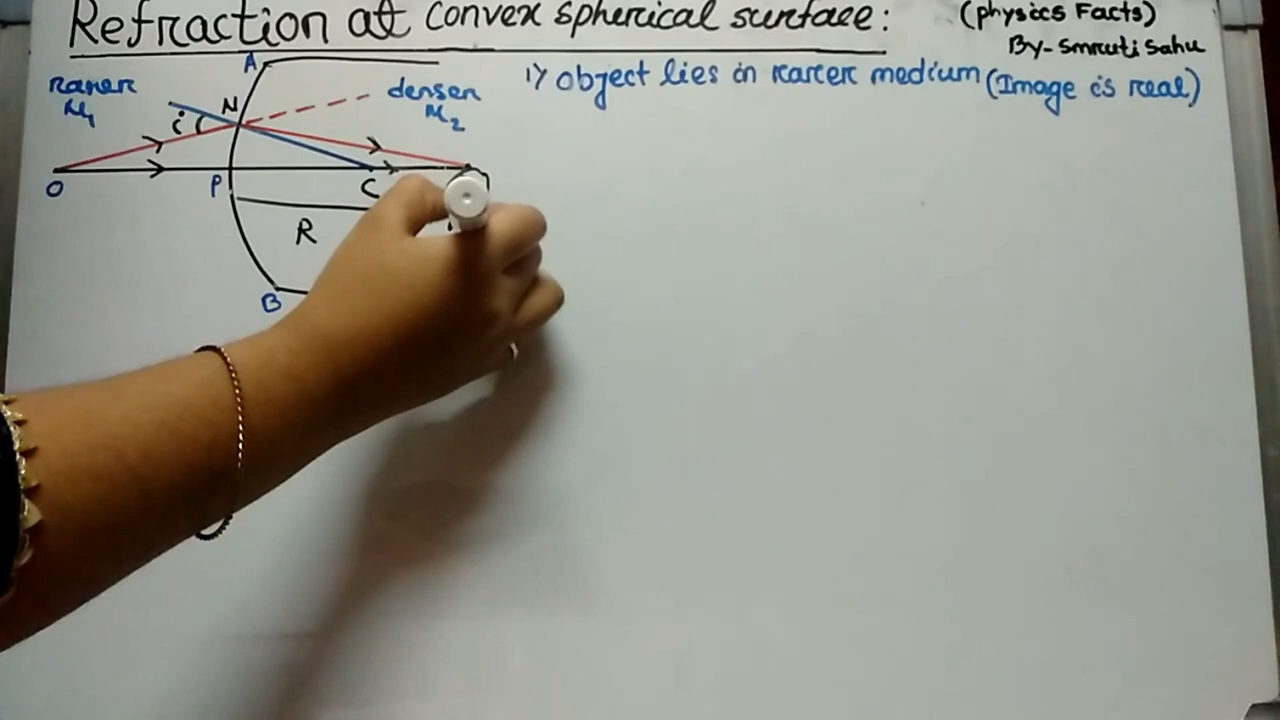 Refraction at convex spherical surface:
(physics Facts)
By-Smruti Sahu
1) object lies in rarer medium (Image is real)
A
Rarer
μ1
denser
μ2
N
i
O
P
C
R
B